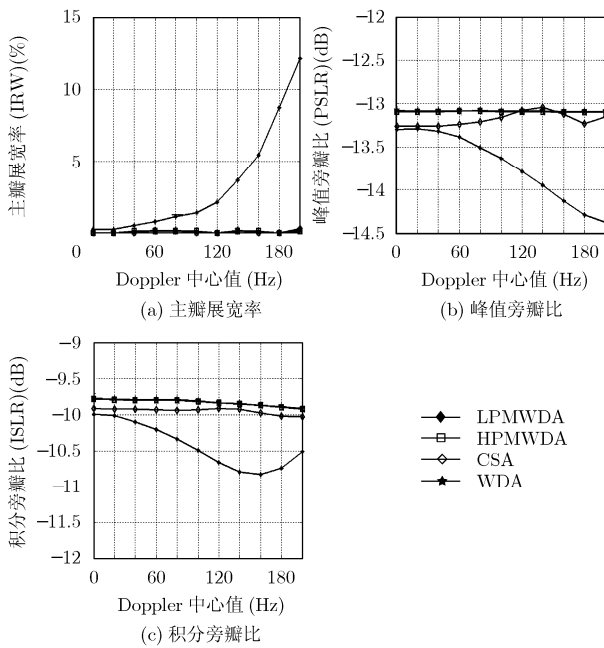 15
10
5
0 60 120 180
主瓣展宽率 (IRW)(%)
Doppler 中心值 (Hz)
(a) 主瓣展宽率
−12
−12.5
−13
−13.5
−14
−14.5
0 60 120 180
峰值旁瓣比 (PSLR)(dB)
Doppler 中心值 (Hz)
(b) 峰值旁瓣比
−9
−9.5
−10
−10.5
−11
−11.5
−12
0 60 120 180
积分旁瓣比 (ISLR)(dB)
Doppler 中心值 (Hz)
(c) 积分旁瓣比
LPMWDA
HPMWDA
CSA
WDA